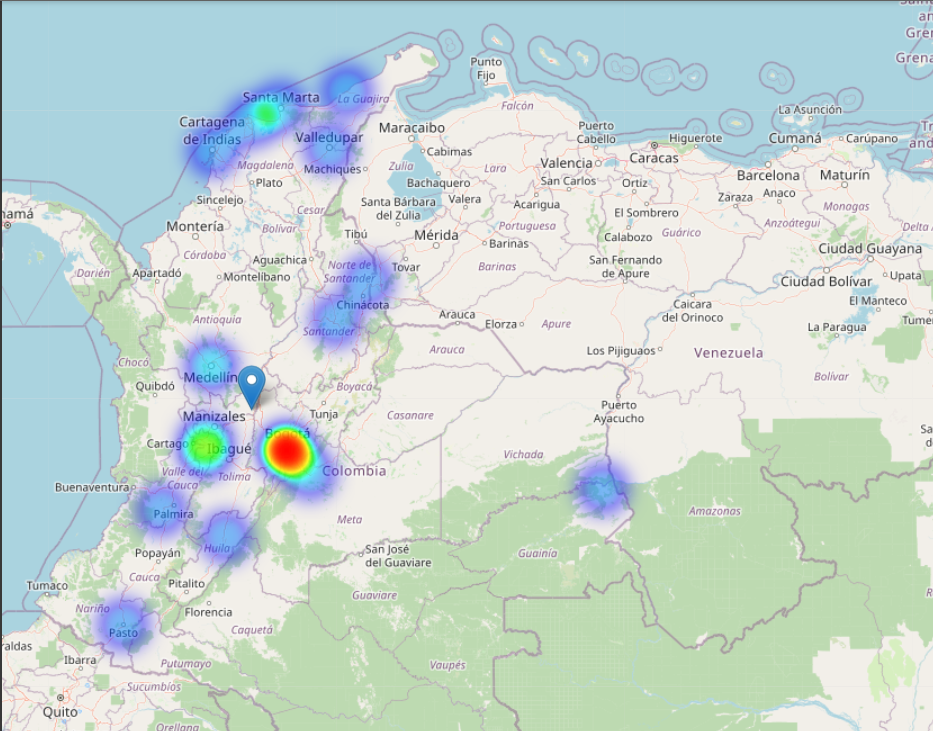 Santa Marta
La Guajira
Punto
Fijo
Falcón
Grena
Cartagena
de Indias
Maracaibo
Valledupar
Cabimas
Puerto
Cabello
Higuerote
La Asunción
Cumaná
Carúpano
Magdalena
Machiques
Zulia
Lara
Valencia
Caracas
Plato
Bachaquero
San Carlos
Ortiz
Barcelona
Maturín
Sincelejo
Cesar
Santa Bárbara
del Zulia
Valera
Acarigua
Zaraza
Anaco
namá
Montería
Bolívar
Tibú
Mérida
Portuguesa
El Sombrero
Guárico
Anzoátegui
Monagas
Córdoba
Barinas
Calabozo
Delta A
Darién
Apartadó
Aguachica
Norte de
Santander
Tovar
Barinas
San Fernando
de Apure
Ciudad Guayana
Montelíbano
Ciudad Bolívar
Upata
Chinácota
Caicara
del Orinoco
El Manteco
Antioquia
Santander
Arauca
Elorza
Apure
La Paragua
Tumer
Chocó
Arauca
Los Pijiguaos
Venezuela
Medellín
Bolívar
Quibdó
Boyacá
Manizales
Tunja
Casanare
Puerto
Ayacucho
Cartago
Ibagué
Bogotá
Vichada
Valle del
Cauca
Tolima
Colombia
Buenaventura
Palmira
Meta
Amazonas
Popayán
Huila
San José
del Guaviare
Guainía
Tumaco
Cauca
Pitalito
Guaviare
Nariño
Florencia
Pasto
Caquetá
raldas
Ibarra
Putumayo
Vaupés
Sucumbíos
Quito
Orellana